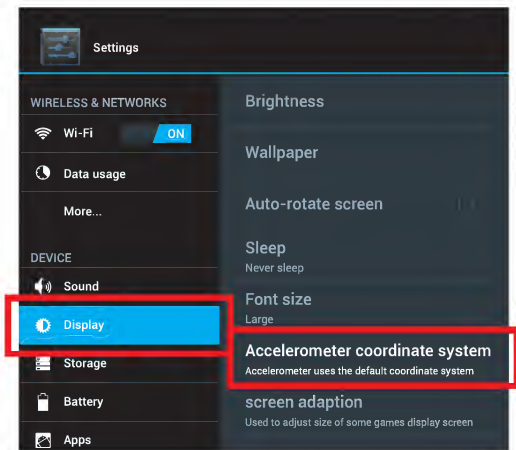 Settings
WIRELESS & NETWORKS
Wi-Fi ON
Data usage
More...
DEVICE
Sound
Display
Storage
Battery
Apps
Brightness
Wallpaper
Auto-rotate screen
Sleep
Never sleep
Font size
Large
Accelerometer coordinate system
Accelerometer uses the default coordinate system
screen adaption
Used to adjust size of some games display screen